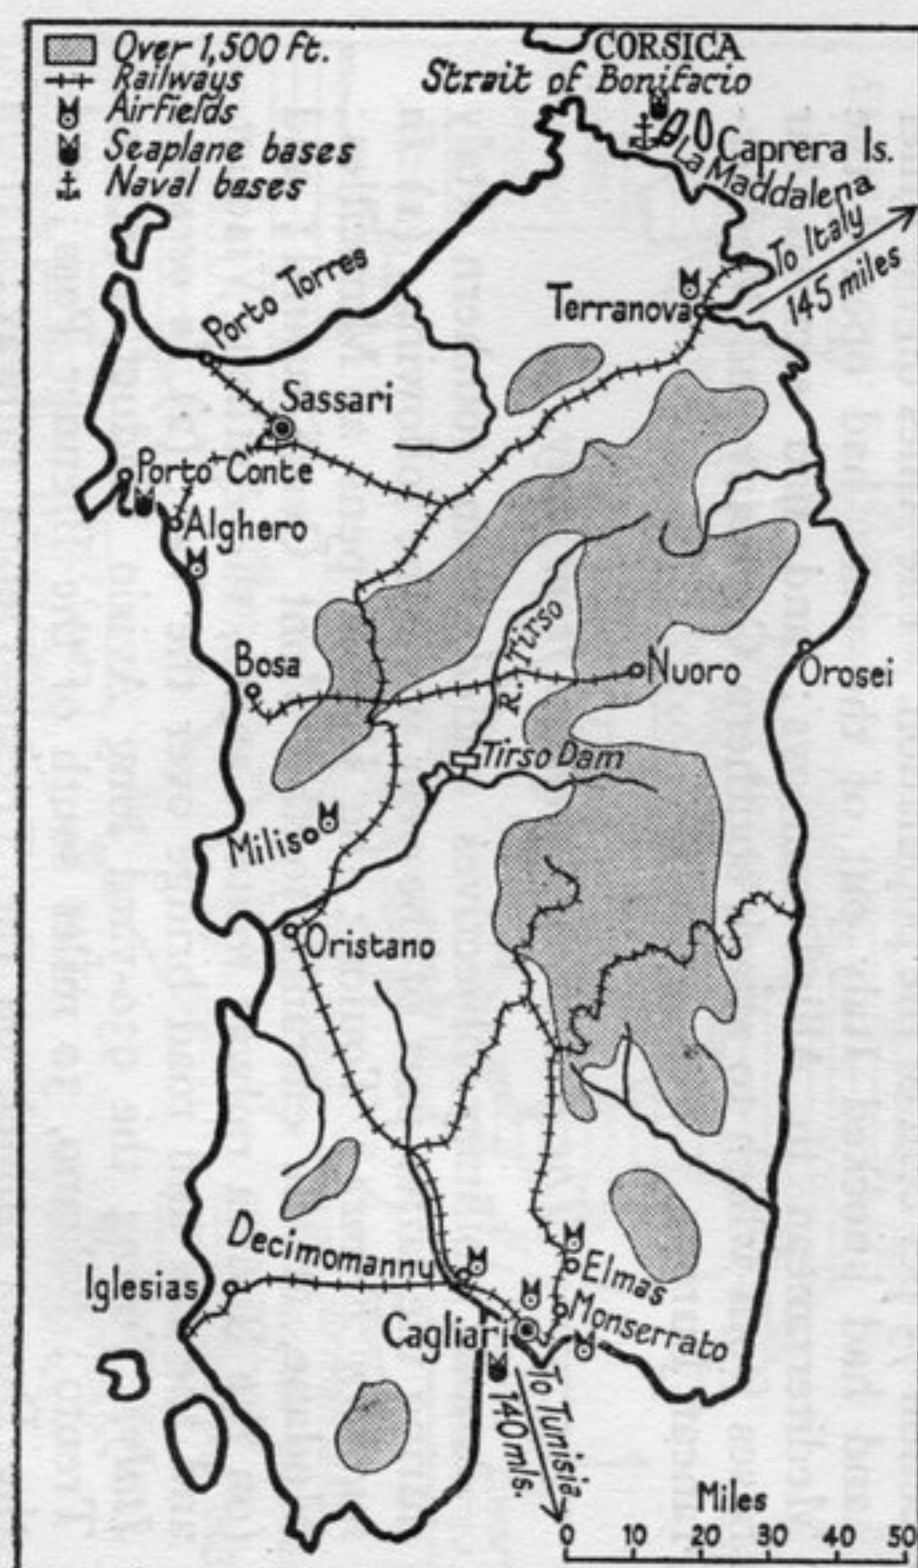 Over 1,500 ft.
Railways
Airfields
Seaplane bases
Naval bases
CORSICA
Strait of Bonifacio
Caprera Is.
La Maddalena
To Italy
145 miles
Terranova
Porto Torres
Sassari
Porto Conte
Alghero
Bosa
R. Tirso
Nuoro
Orosei
Tirso Dam
Milis
Oristano
Decimomannu
Iglesias
Elmas
Monserrato
Cagliari
To Tunisia
140 mls.
Miles
0 10 20 30 40 50